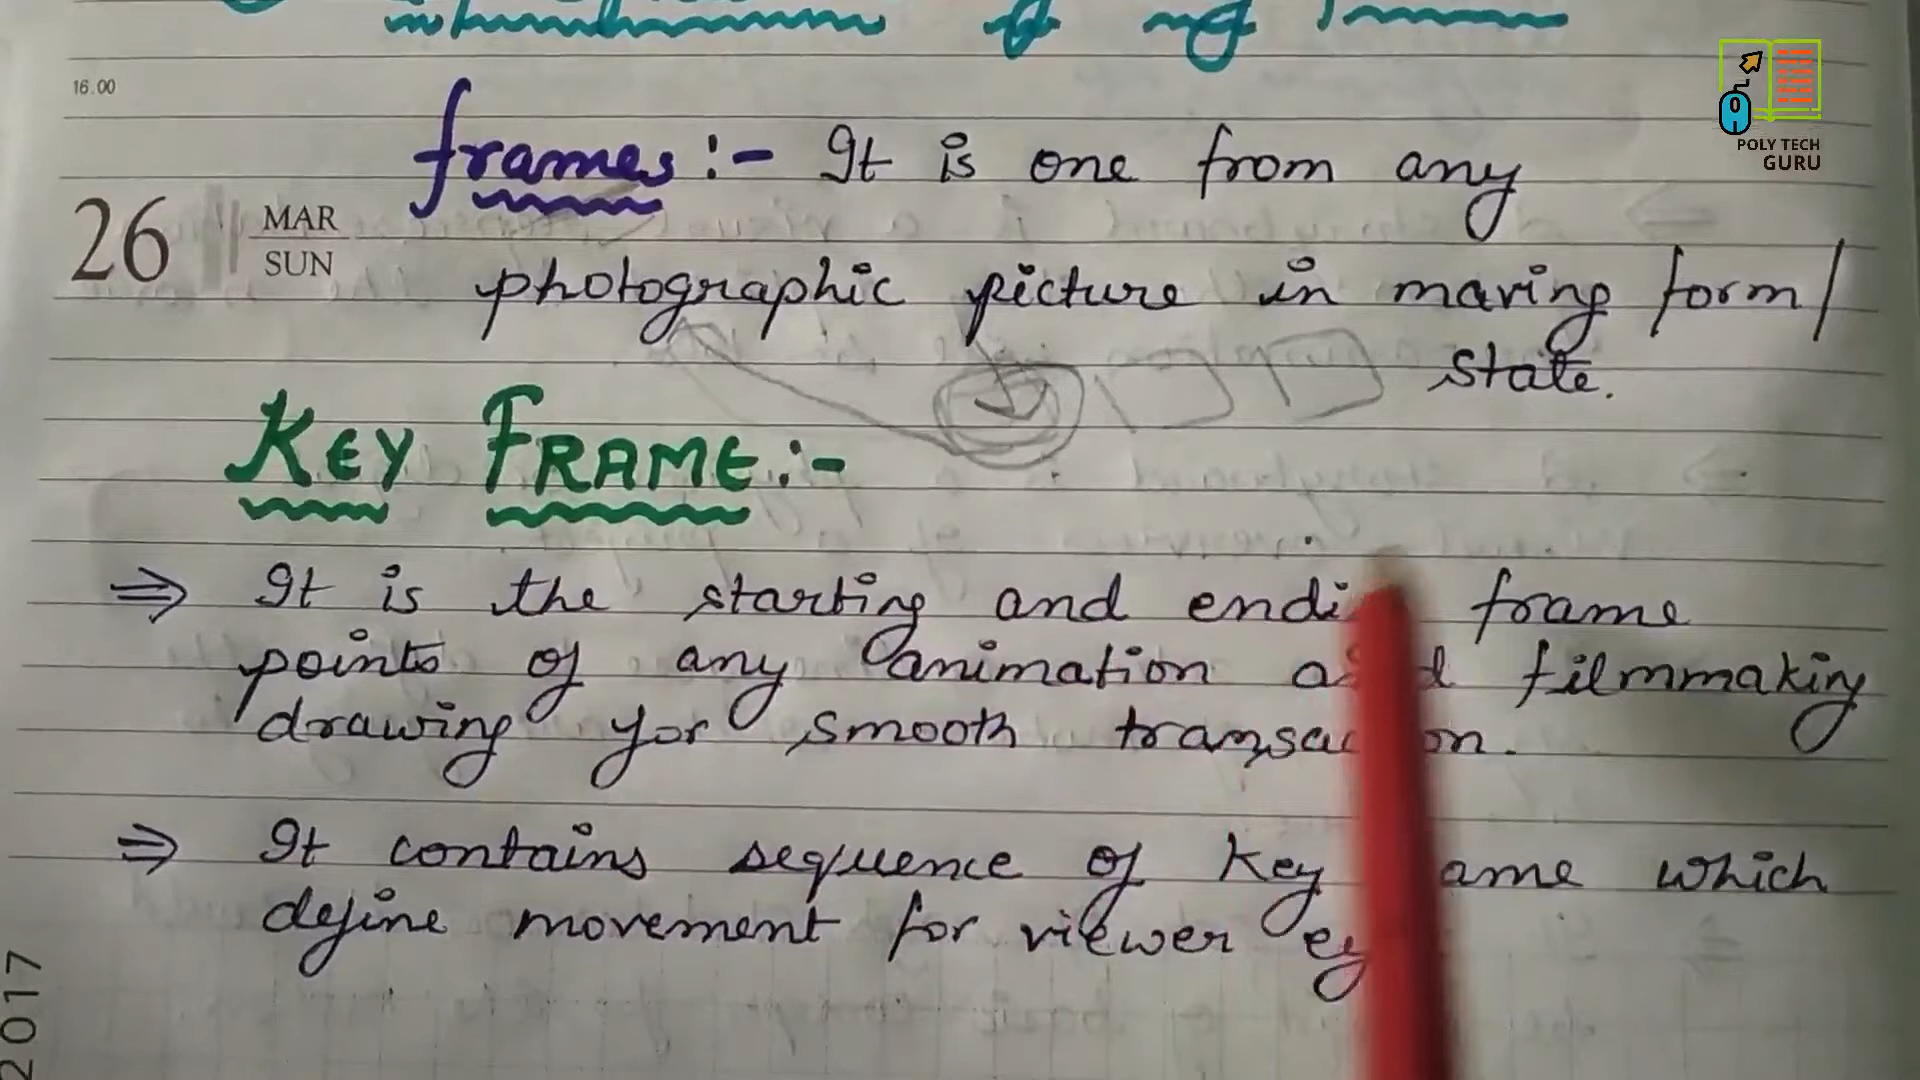 16.00
POLY TECH
GURU
frames:- It is one from any
26 MAR
SUN
photographic picture in moving form/
state.
KEY FRAME:-
⇒ It is the starting and endi frame
points of any animation filmmaking
drawing for smooth
⇒ It contains sequence of Key ame which
define movement for viewer ey
2017